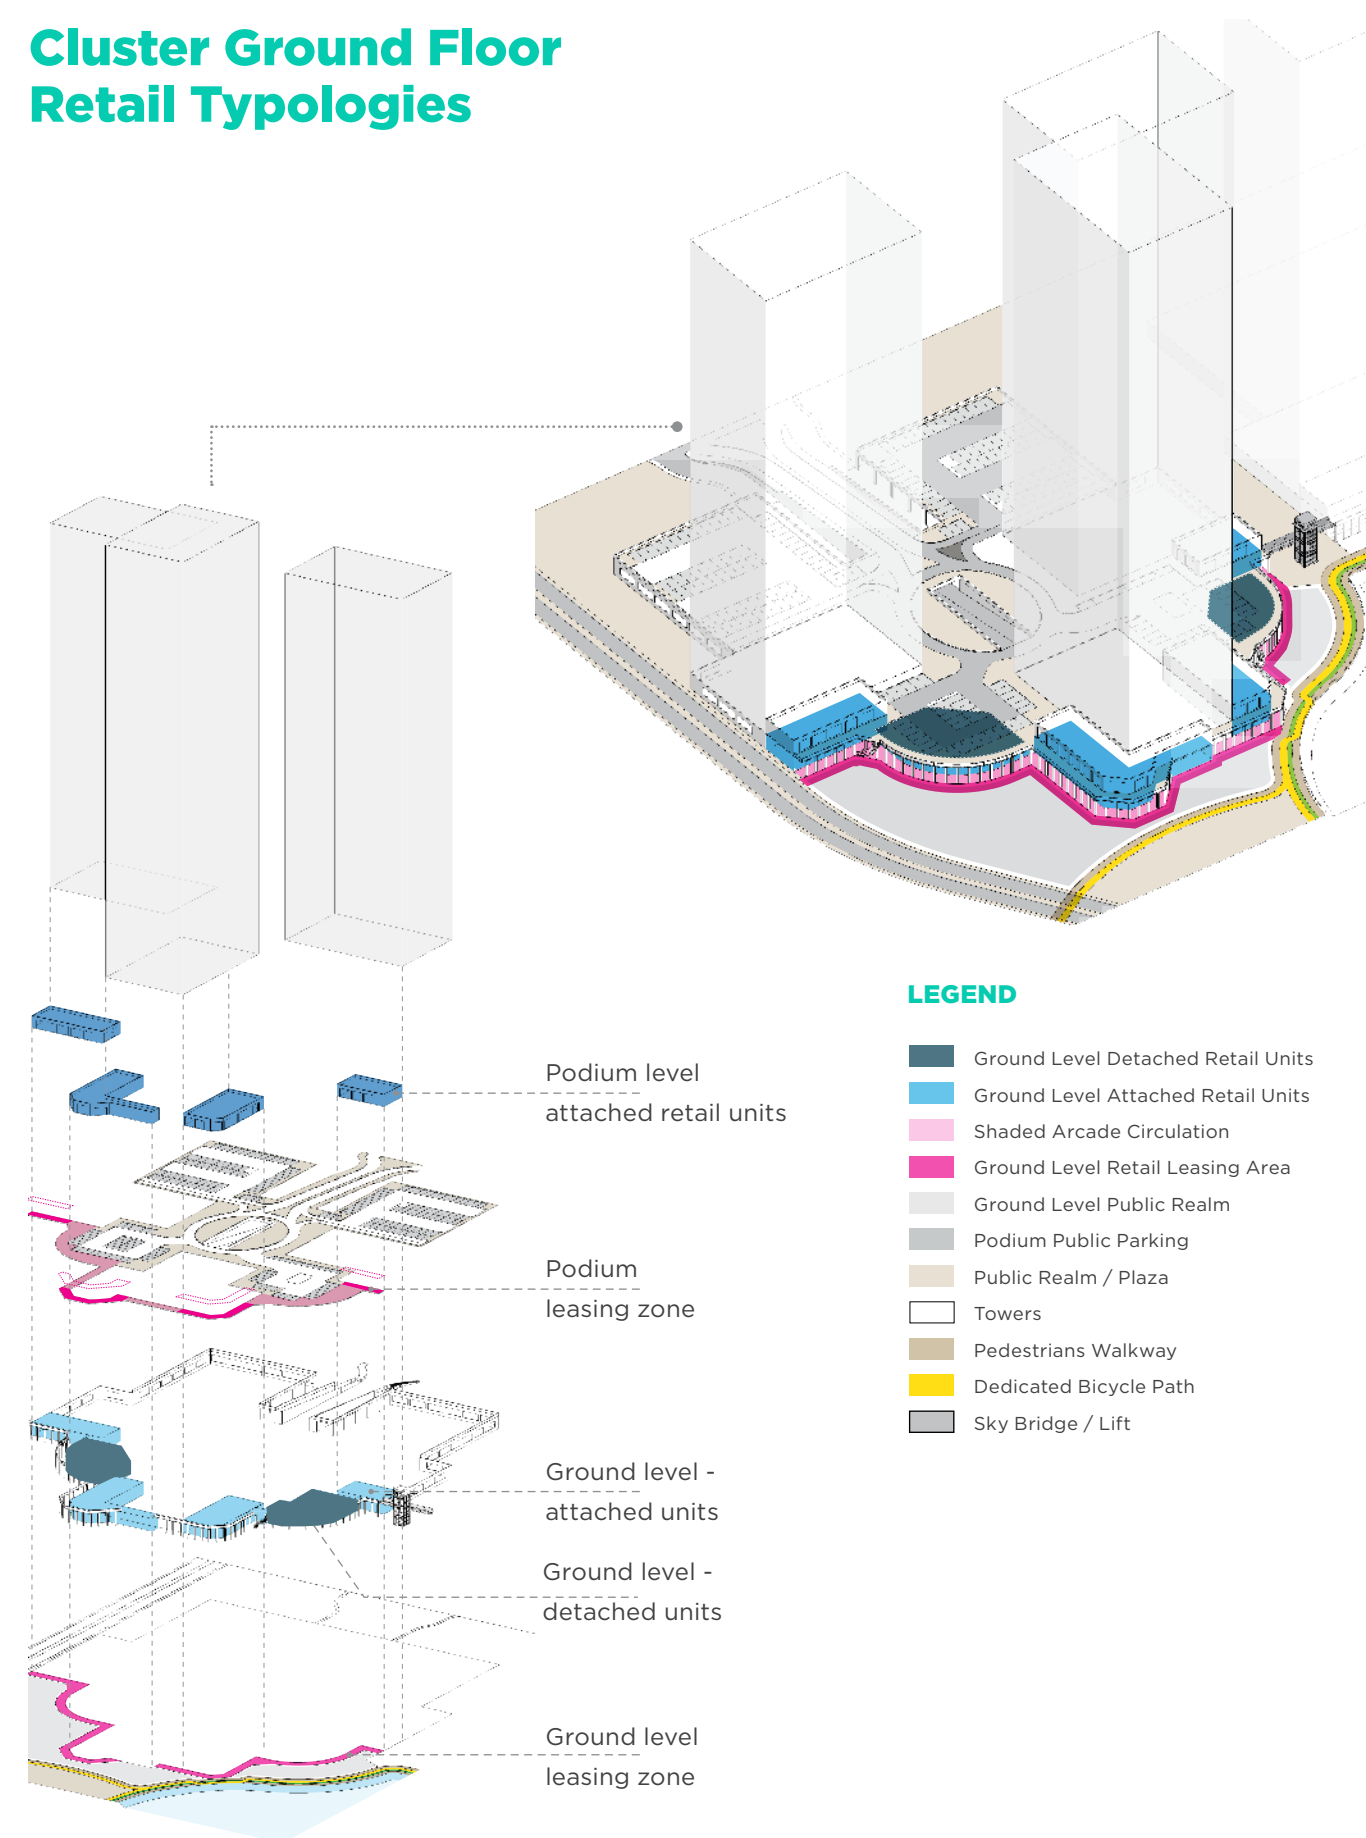 Cluster Ground Floor
Retail Typologies
Podium level
attached retail units
Podium
leasing zone
Ground level -
attached units
Ground level -
detached units
Ground level
leasing zone
LEGEND
Ground Level Detached Retail Units
Ground Level Attached Retail Units
Shaded Arcade Circulation
Ground Level Retail Leasing Area
Ground Level Public Realm
Podium Public Parking
Public Realm / Plaza
Towers
Pedestrians Walkway
Dedicated Bicycle Path
Sky Bridge / Lift